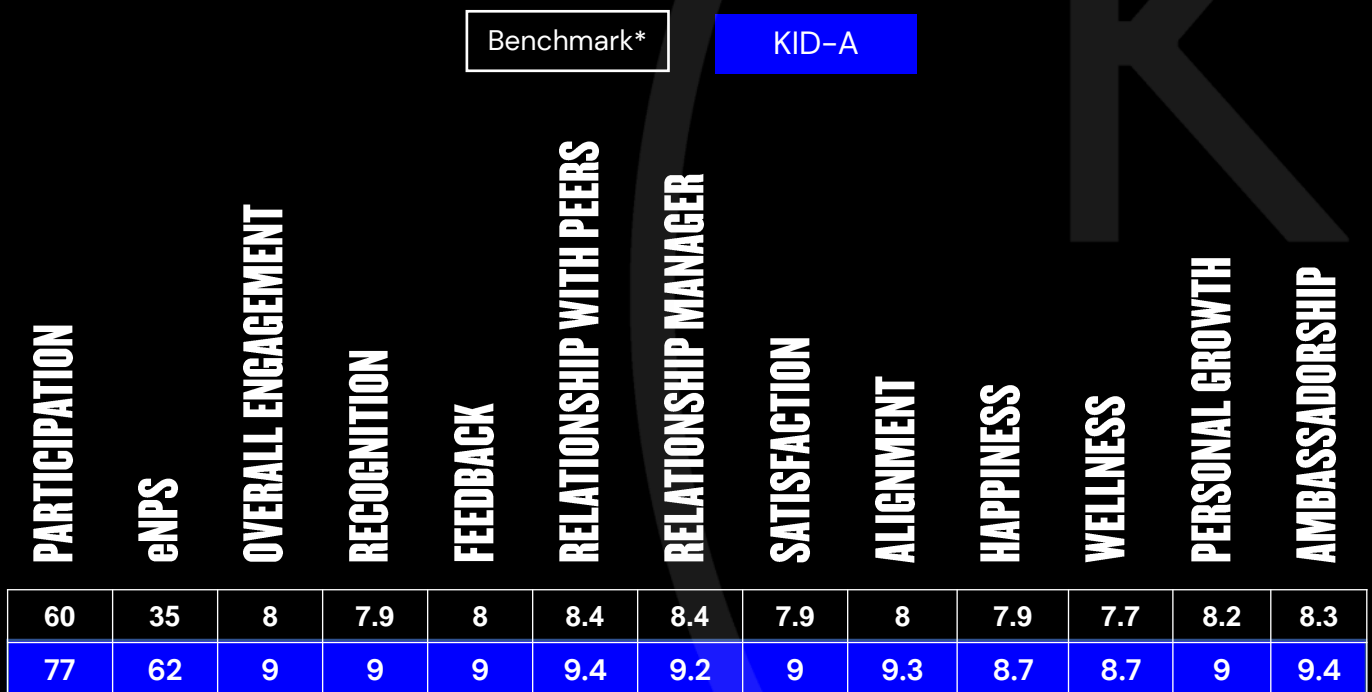 Benchmark*
KID-A
PARTICIPATION
eNPS
OVERALL ENGAGEMENT
RECOGNITION
FEEDBACK
RELATIONSHIP WITH PEERS
RELATIONSHIP MANAGER
SATISFACTION
ALIGNMENT
HAPPINESS
WELLNESS
PERSONAL GROWTH
AMBASSADORSHIP
60 35 8 7.9 8 8.4 8.4 7.9 8 7.9 7.7 8.2 8.3
77 62 9 9 9 9.4 9.2 9 9.3 8.7 8.7 9 9.4